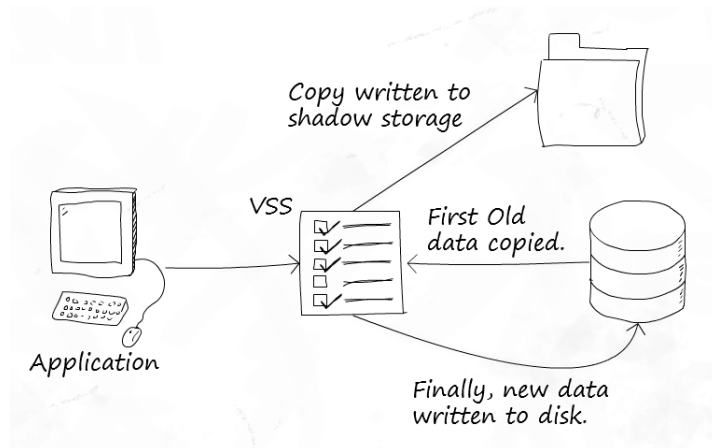 Copy written to
shadow storage
VSS
First Old
data copied.
Application
Finally, new data
written to disk.